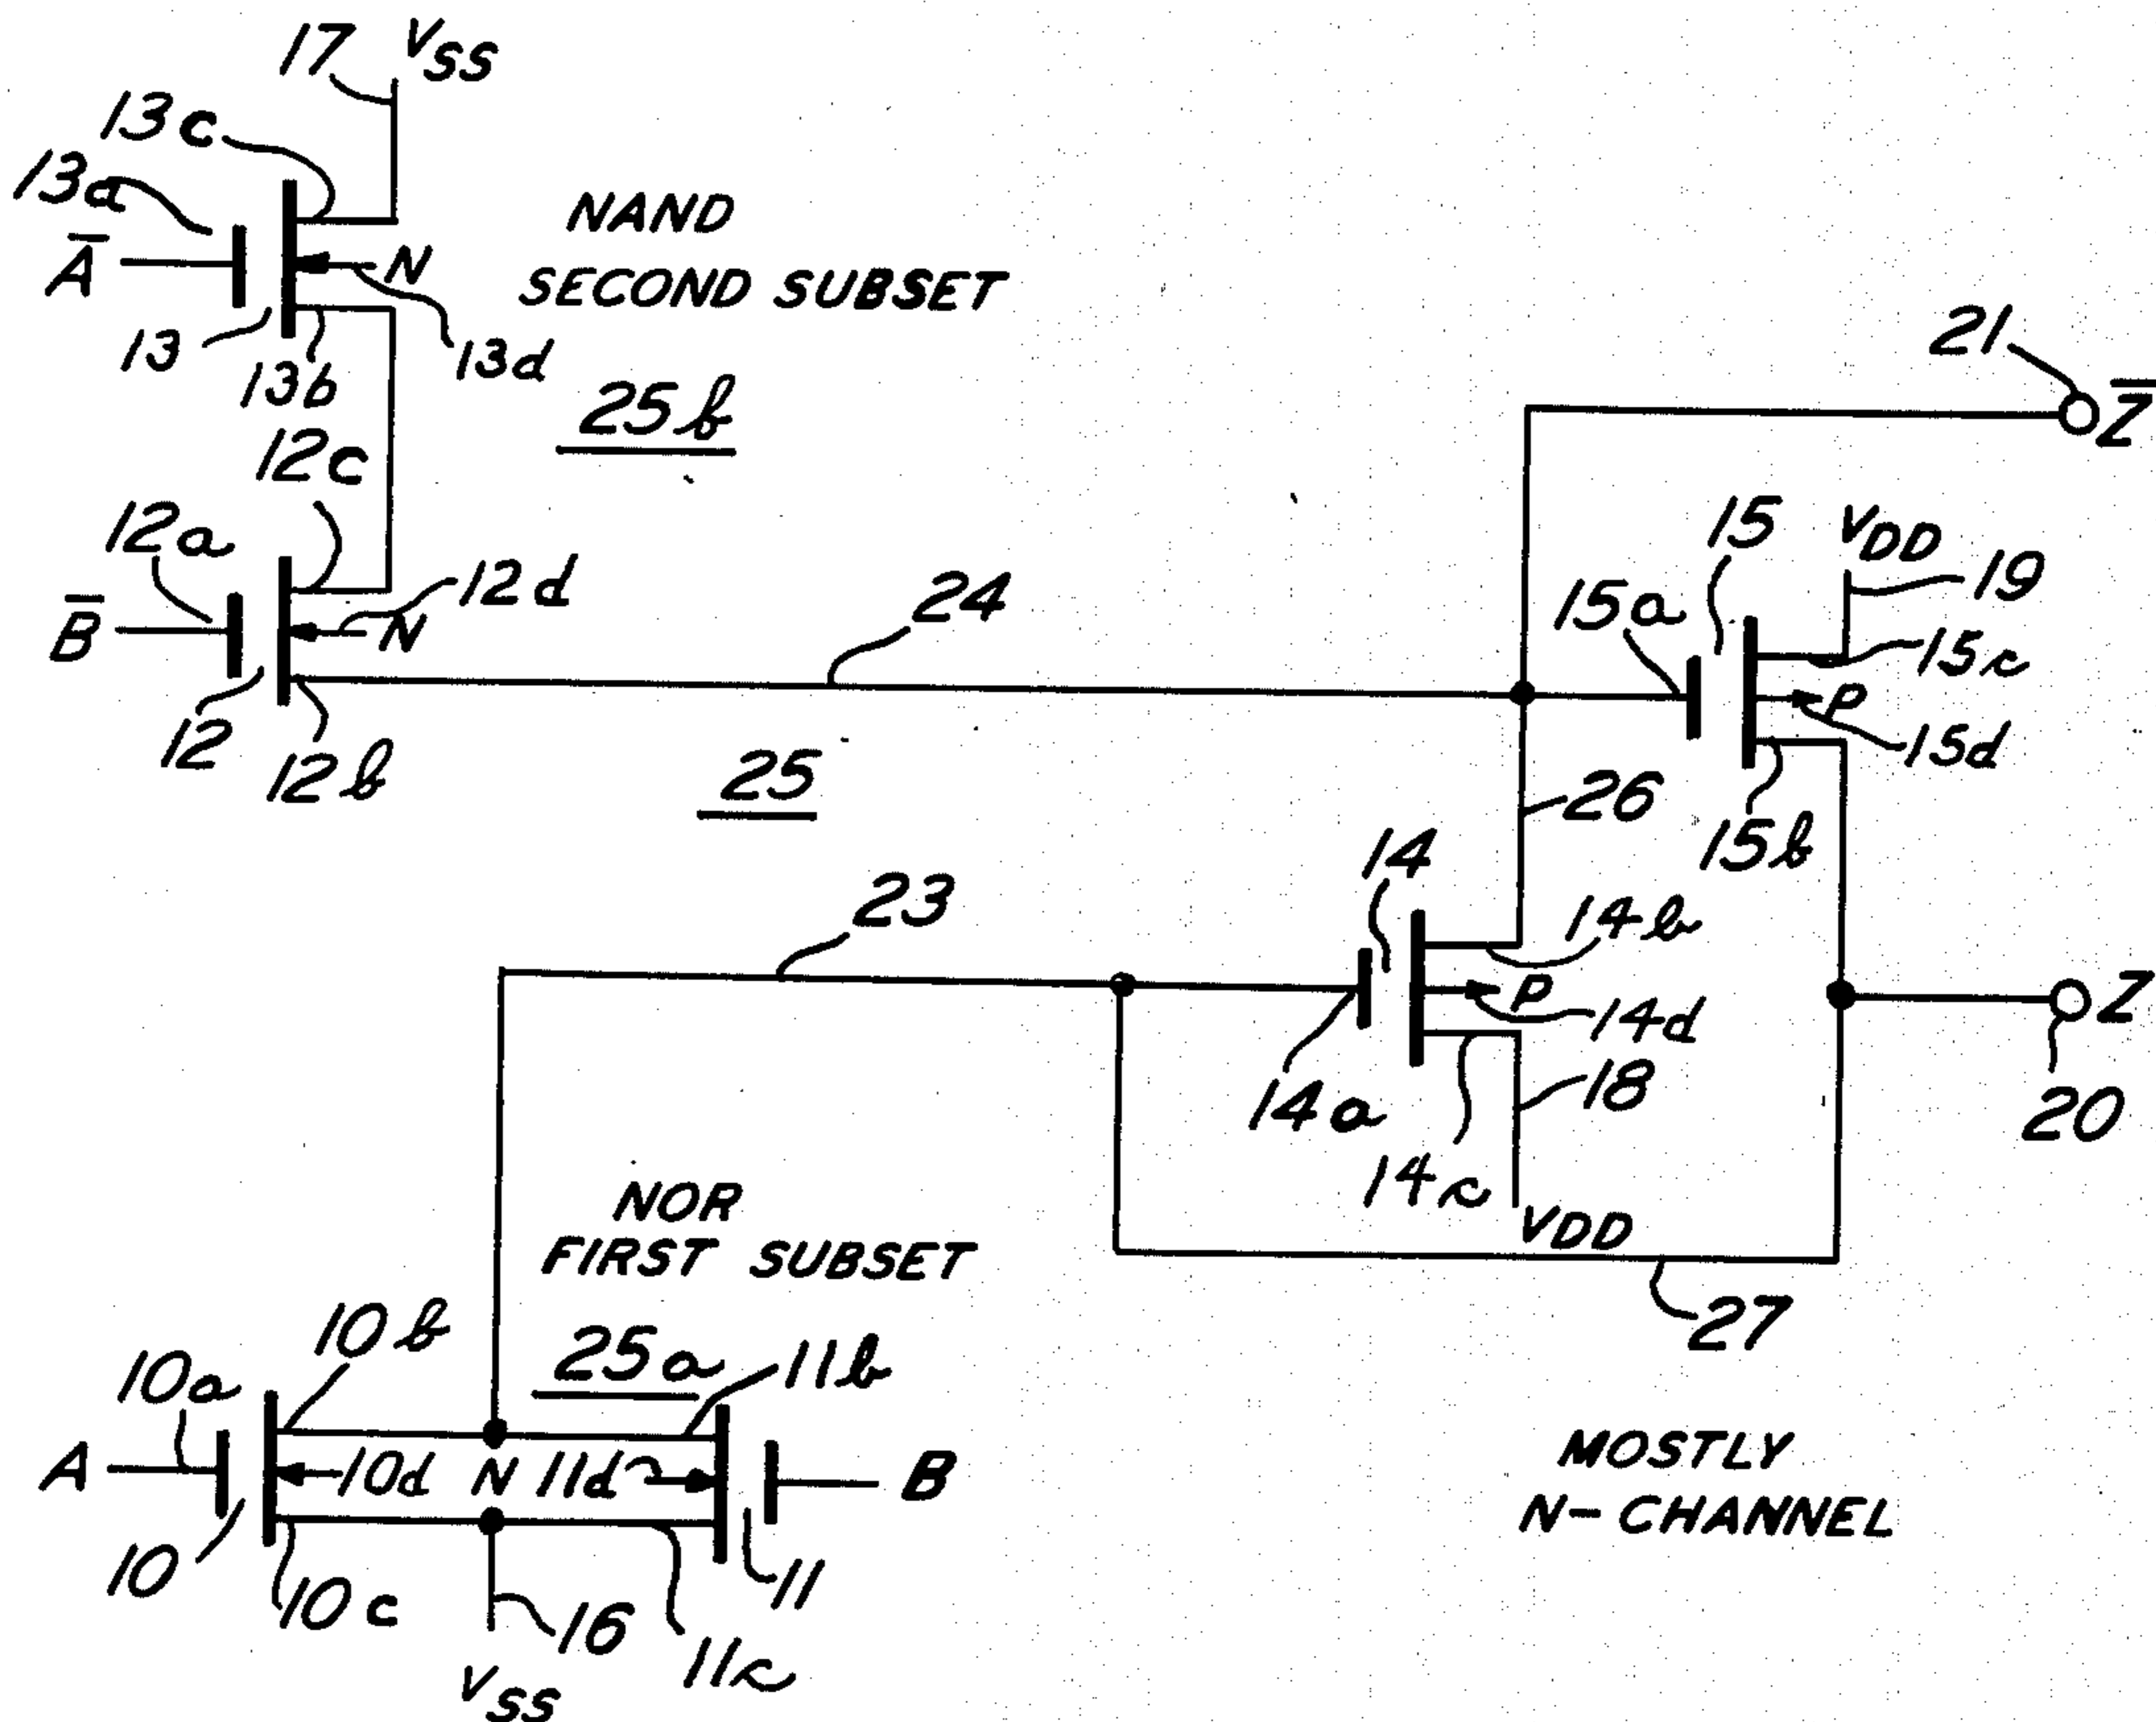 17 VSS
13c
13a
A̅
N
NAND
SECOND SUBSET
13
13b
13d
25b
21
Z̅
12c
12a
12d
B̅
N
24
15
VDD
19
15a
15c
P
15d
12
12b
25
26
15b
14
23
14b
P
14d
Z
14a
18
20
14c
VDD
NOR
FIRST SUBSET
27
10b
25a
11b
10a
A
10d N 11d
B
MOSTLY
N-CHANNEL
10
10c
16
11
11c
VSS